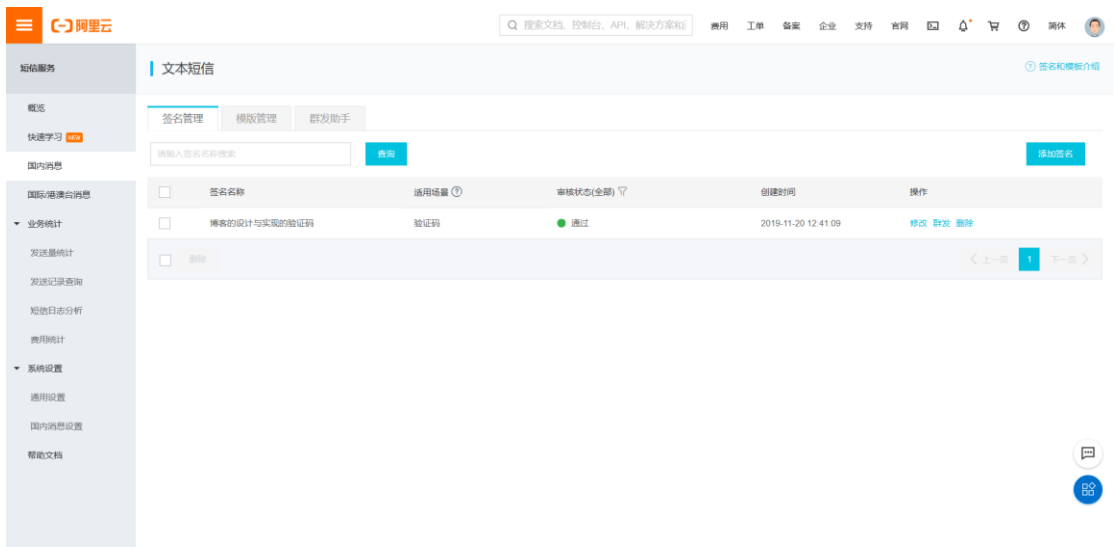 阿里云
搜索文档、控制台、API、解决方案和
费用 工单 备案 企业 支持 官网 简体
短信服务
文本短信
签名和模板介绍
概览
快速学习 NEW
国内消息
国际/港澳台消息
业务统计
发送量统计
发送记录查询
短信日志分析
费用统计
系统设置
通用设置
国内消息设置
帮助文档
签名管理 模版管理 群发助手
请输入签名名称搜索 查询 添加签名
签名名称 适用场景 审核状态(全部) 创建时间 操作
博客的设计与实现的验证码 验证码 通过 2019-11-20 12:41:09 修改 群发 删除
删除 上一页 1 下一页